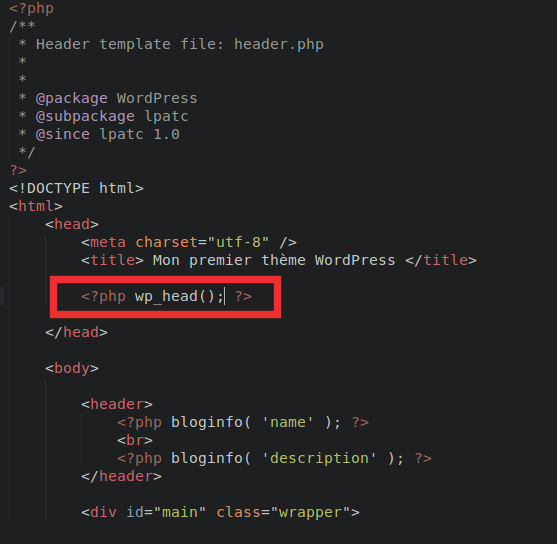 <?php
/**
 * Header template file: header.php
 *
 *
 * @package WordPress
 * @subpackage lpatc
 * @since lpatc 1.0
 */
?>
<!DOCTYPE html>
<html>
    <head>
        <meta charset="utf-8" />
        <title> Mon premier thème WordPress </title>
        <?php wp_head(); ?>
    </head>
    <body>
        <header>
            <?php bloginfo( 'name' ); ?>
            <br>
            <?php bloginfo( 'description' ); ?>
        </header>
        <div id="main" class="wrapper">